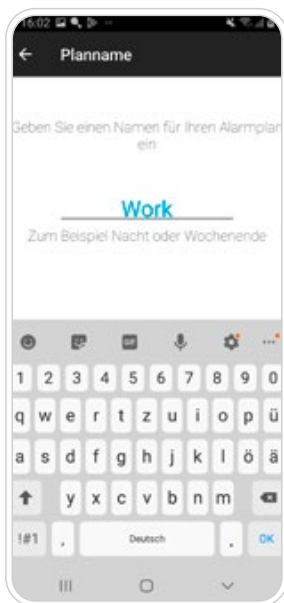 16:02
Planname
Geben Sie einen Namen für Ihren Alarmplan
ein
Work
Zum Beispiel Nacht oder Wochenende
GIF
1 2 3 4 5 6 7 8 9 0
q w e r t z u i o p ü
a s d f g h j k l ö ä
y x c v b n m
!#1 , Deutsch . OK